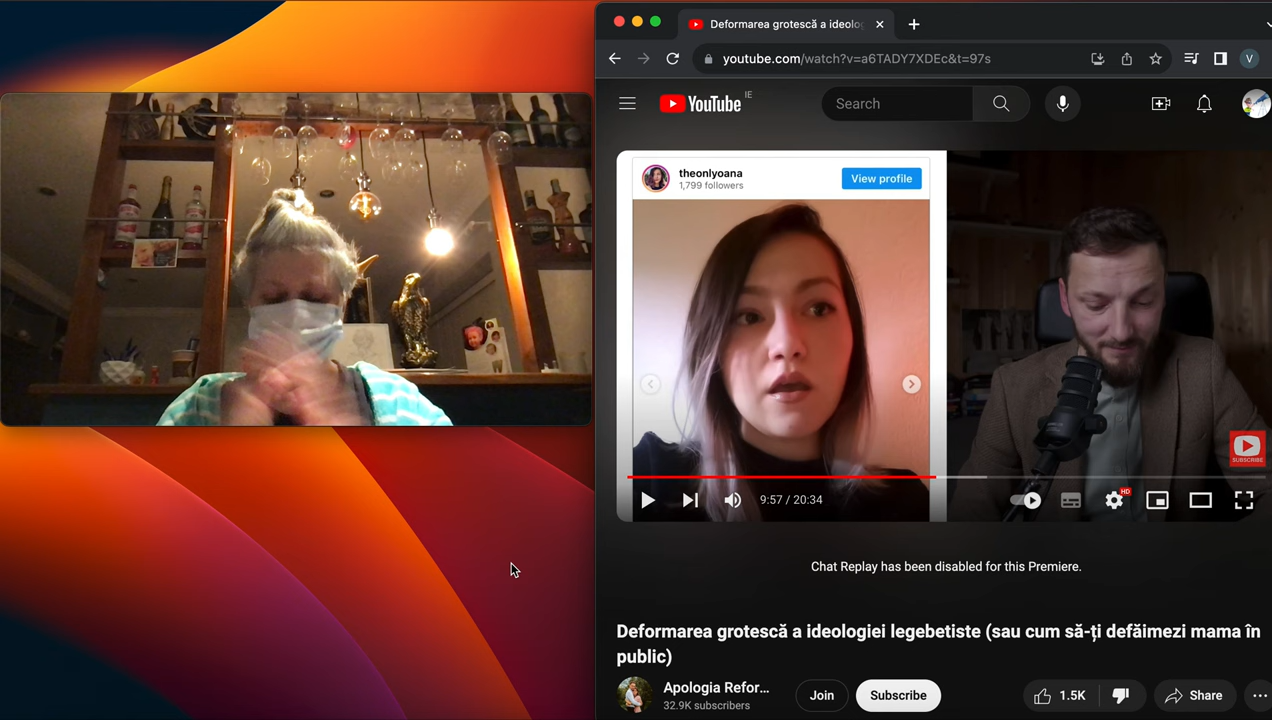 Deformarea grotescă a ideolo
youtube.com/watch?v=a6TADY7XDEc&t=97s
V
YouTube IE
Search
theonlyoana
1,799 followers
View profile
SUBSCRIBE
9:57 / 20:34
HD
Chat Replay has been disabled for this Premiere.
Deformarea grotescă a ideologiei legebetiste (sau cum să-ți defăimezi mama în
public)
Apologia Refor...
32.9K subscribers
Join
Subscribe
1.5K
Share